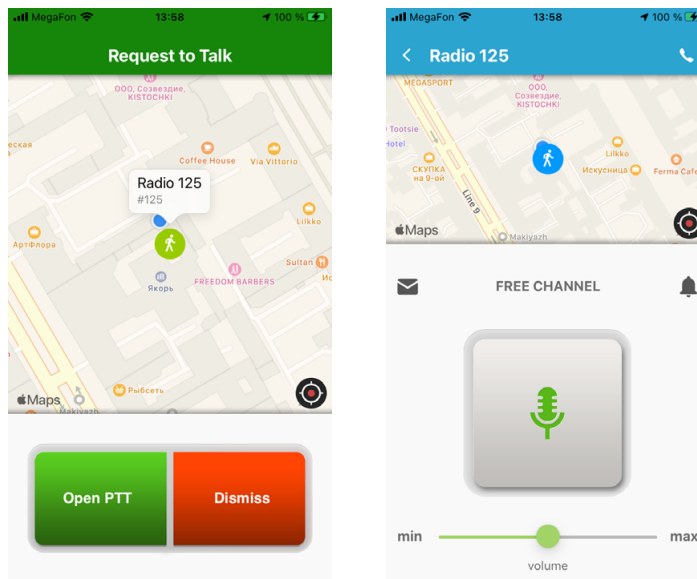 MegaFon
13:58
100 %
Request to Talk
ООО, Созвездие,
KISTOCHKI
еская
Coffee House
Via Vittorio
Radio 125
#125
Lilkko
АртФлора
Sultan
Якорь
FREEDOM BARBERS
Рыбсеть
Maps
Makiyazh
Open PTT
Dismiss
MegaFon
13:58
100 %
Radio 125
MEGASPORT
ООО,
Созвездие,
KISTOCHKI
Tootsie
Hotel
Lilkko
СКУПКА
на 9-ой
Искусница
Ferma Cafe
Line 9
Maps
Makiyazh
FREE CHANNEL
min
max
volume